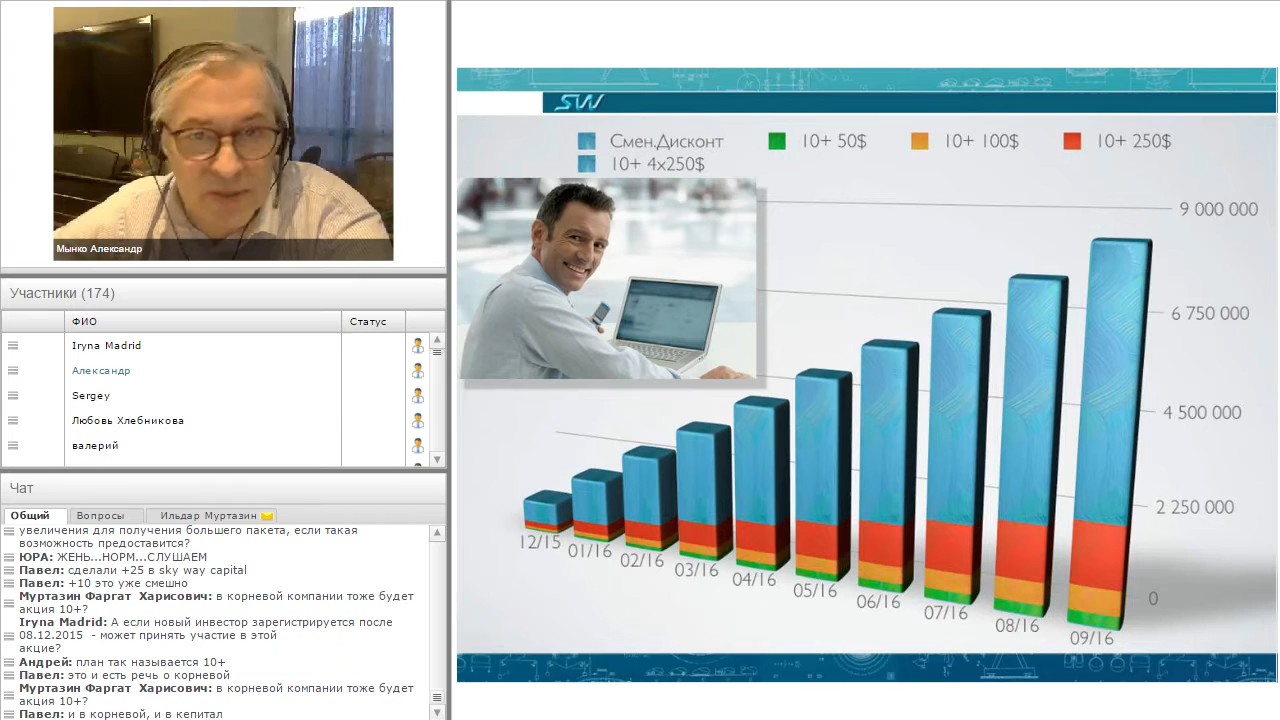 Мынко Александр
Участники (174)
ФИО
Статус
Iryna Madrid
Александр
Sergey
Любовь Хлебникова
валерий
Чат
Общий
Вопросы
Ильдар Муртазин
увеличения для получения большего пакета, если такая
возможность предоставится?
ЮРА: ЖЕНЬ...НОРМ...СЛУШАЕМ
Павел: сделали +25 в sky way capital
Павел: +10 это уже смешно
Муртазин Фаргат Харисович: в корневой компании тоже будет
акция 10+?
Iryna Madrid: А если новый инвестор зарегистрируется после
08.12.2015 - может принять участие в этой
акцие?
Андрей: план так называется 10+
Павел: это и есть речь о корневой
Муртазин Фаргат Харисович: в корневой компании тоже будет
акция 10+?
Павел: и в корневой, и в кепитал
SW
Смен.Дисконт
10+ 50$
10+ 100$
10+ 250$
10+ 4x250$
9 000 000
6 750 000
4 500 000
2 250 000
0
12/15
01/16
02/16
03/16
04/16
05/16
06/16
07/16
08/16
09/16